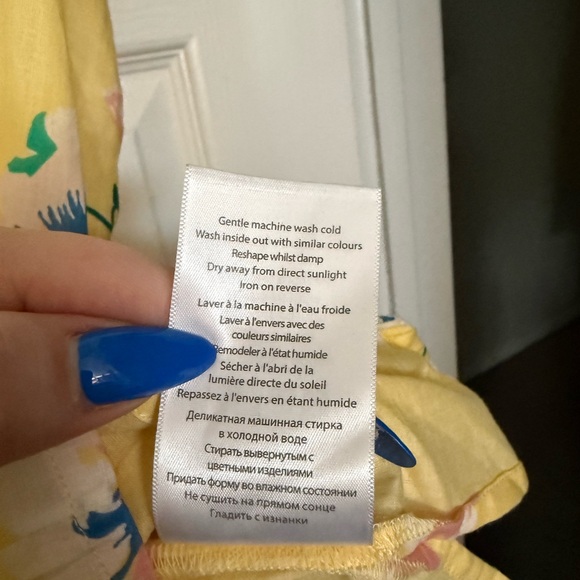 Gentle machine wash cold
Wash inside out with similar colours
Reshape whilst damp
Dry away from direct sunlight
Iron on reverse
Laver à la machine à l'eau froide
Laver à l'envers avec des
couleurs similaires
Remodeler à l'état humide
Sécher à l'abri de la
lumière directe du soleil
Repassez à l'envers en étant humide
Деликатная машинная стирка
в холодной воде
Стирать вывернутым с
цветными изделиями
Придать форму во влажном состоянии
Не сушить на прямом сонце
Гладить с изнанки